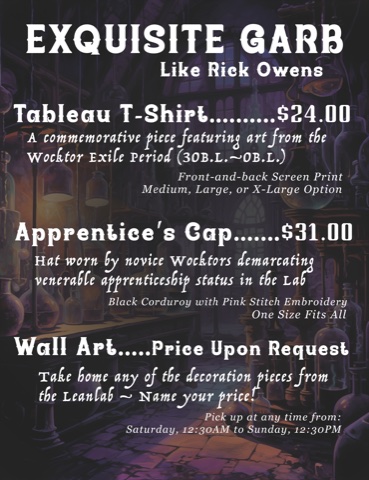 EXQUISITE GARB
Like Rick Owens
Tableau T-Shirt..........$24.00
A commemorative piece featuring art from the
Wocktor Exile Period (30B.L.~0B.L.)
Front-and-back Screen Print
Medium, Large, or X-Large Option
Apprentice's Cap.......$31.00
Hat worn by novice Wocktors demarcating
venerable apprenticeship status in the Lab
Black Corduroy with Pink Stitch Embroidery
One Size Fits All
Wall Art.....Price Upon Request
Take home any of the decoration pieces from
the Leanlab ~ Name your price!
Pick up at any time from:
Saturday, 12:30AM to Sunday, 12:30PM